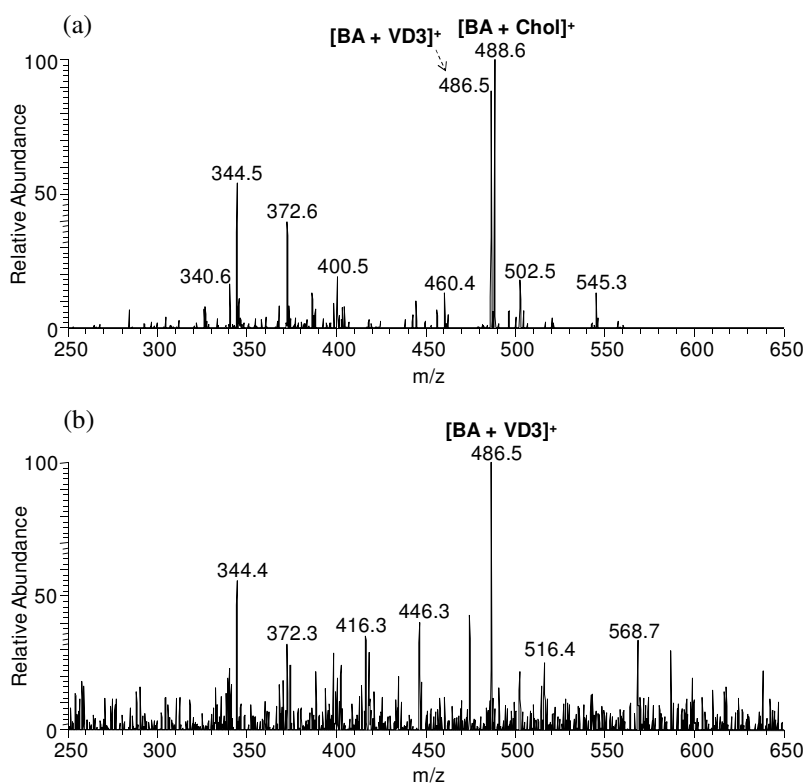 (a)
[BA + VD3]⁺ [BA + Chol]⁺
488.6
100
486.5
344.5
50
372.6
340.6
400.5
460.4
502.5
545.3
0
Relative Abundance
250 300 350 400 450 500 550 600 650
m/z
(b)
[BA + VD3]⁺
486.5
100
344.4
50
372.3
416.3
446.3
516.4
568.7
0
Relative Abundance
250 300 350 400 450 500 550 600 650
m/z